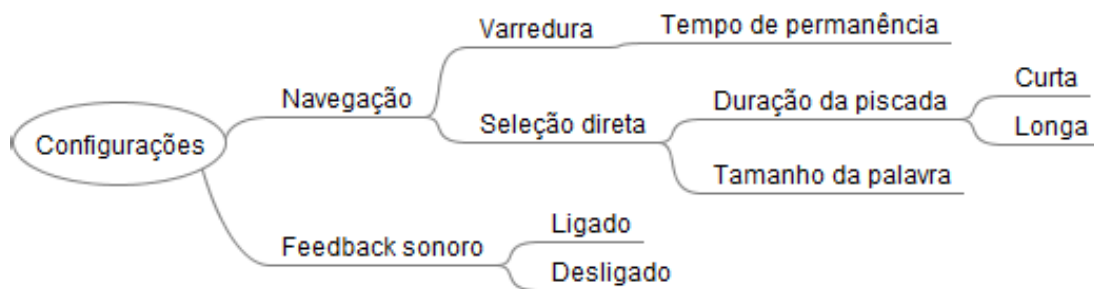 Configurações
Navegação
Varredura
Tempo de permanência
Seleção direta
Duração da piscada
Curta
Longa
Tamanho da palavra
Feedback sonoro
Ligado
Desligado